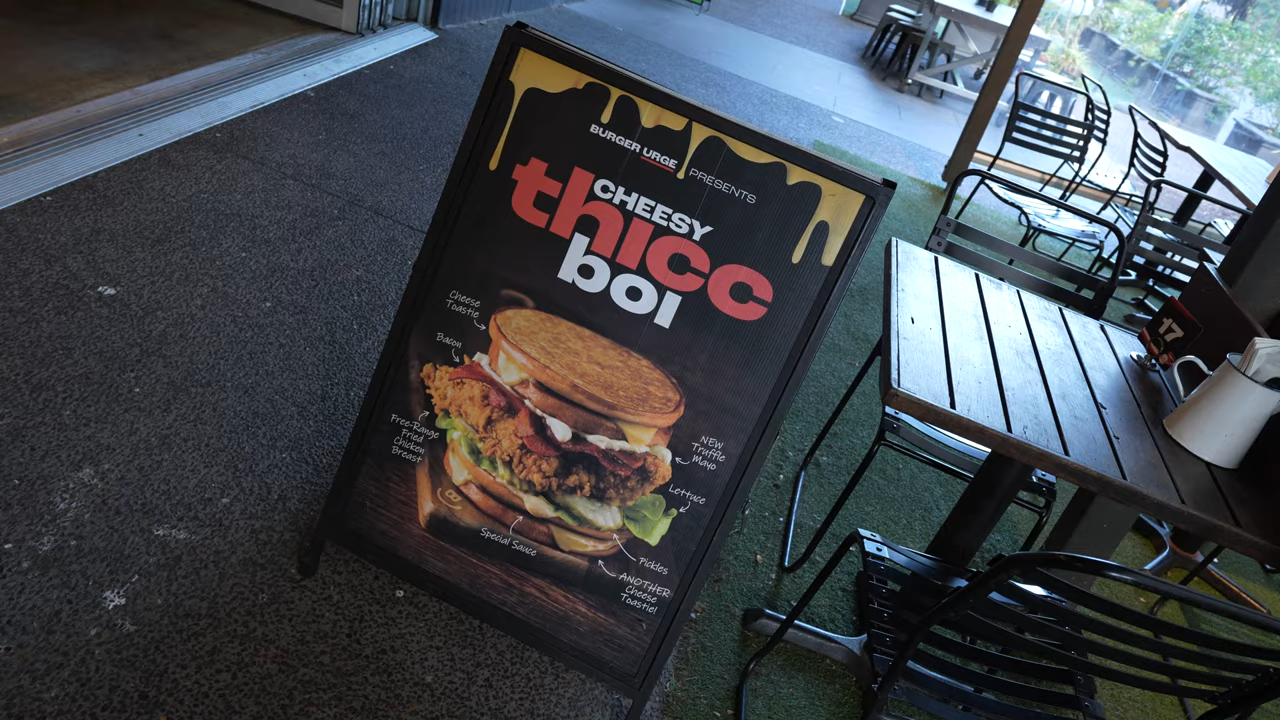 BURGER URGE
PRESENTS
CHEESY
thicc
boi
Cheese
Toastie
Bacon
Free-Range
Fried
Chicken
Breast
NEW
Truffle
Mayo
Lettuce
Special Sauce
Pickles
ANOTHER
Cheese
Toastie!
17